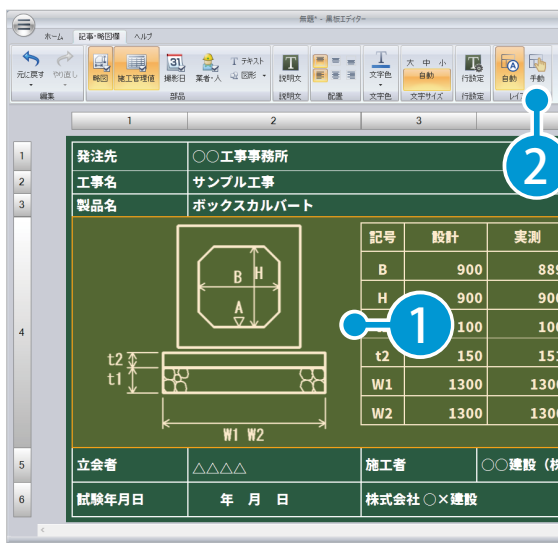 無題* - 黒板エディター
ホーム 記事・略図欄 ヘルプ
元に戻す やり直し 略図 施工管理値 撮影日 業者・人 T テキスト 図形 説明文 文字色 大 中 小 自動 行設定 自動 手動
編集 部品 説明文 配置 文字色 文字サイズ 行設定
1 2 3
1 発注先 ○○工事事務所
2 工事名 サンプル工事
3 製品名 ボックスカルバート
2
記号 設計 実測
B 900
H 900
100
t2 150
W1 1300
W2 1300
B H
A
t2
t1
W1 W2
4
1
5 立会者 △△△△ 施工者 ○○建設
6 試験年月日 年 月 日 株式会社○×建設